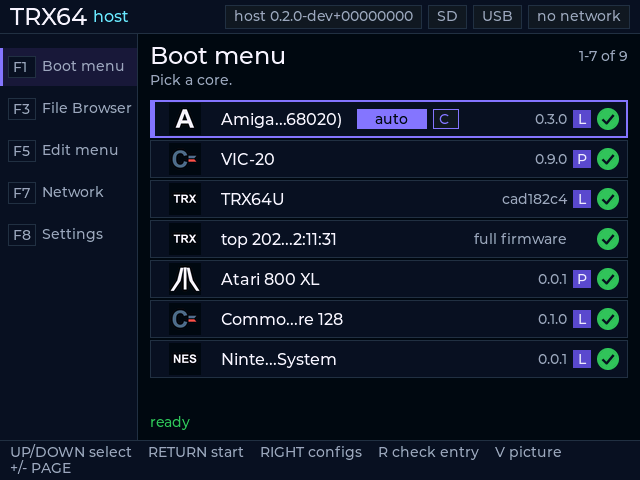 TRX64 host host 0.2.0-dev+00000000 SD USB no network
F1 Boot menu
F3 File Browser
F5 Edit menu
F7 Network
F8 Settings
Boot menu 1-7 of 9
Pick a core.
A Amiga...68020) auto C 0.3.0 L
C= VIC-20 0.9.0 P
TRX TRX64U cad182c4 L
TRX top 202...2:11:31 full firmware
Atari 800 XL 0.0.1 P
C= Commo...re 128 0.1.0 L
NES Ninte...System 0.0.1 L
ready
UP/DOWN select RETURN start RIGHT configs R check entry V picture
+/- PAGE